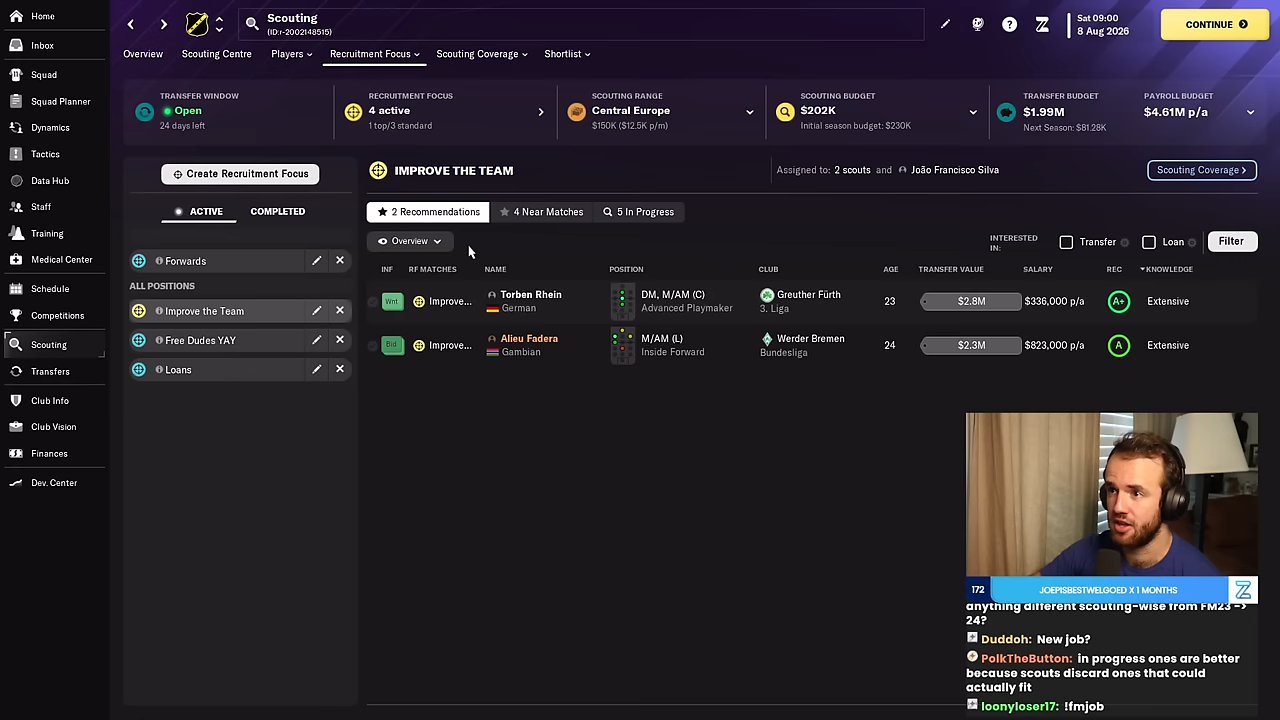 Home
Inbox
Squad
Squad Planner
Dynamics
Tactics
Data Hub
Staff
Training
Medical Center
Schedule
Competitions
Scouting
Transfers
Club Info
Club Vision
Finances
Dev. Center
Scouting
(ID:r-2002148515)
Sat 09:00
8 Aug 2026
CONTINUE
Overview
Scouting Centre
Players
Recruitment Focus
Scouting Coverage
Shortlist
TRANSFER WINDOW
Open
24 days left
RECRUITMENT FOCUS
4 active
1 top/3 standard
SCOUTING RANGE
Central Europe
$150K ($12.5K p/m)
SCOUTING BUDGET
$202K
Initial season budget: $230K
TRANSFER BUDGET
$1.99M
Next Season: $81.28K
PAYROLL BUDGET
$4.61M p/a
Create Recruitment Focus
ACTIVE
COMPLETED
Forwards
ALL POSITIONS
Improve the Team
Free Dudes YAY
Loans
IMPROVE THE TEAM
Assigned to: 2 scouts and João Francisco Silva
Scouting Coverage
2 Recommendations
4 Near Matches
5 In Progress
Overview
INTERESTED IN:
Transfer
Loan
Filter
INF RF MATCHES NAME POSITION CLUB AGE TRANSFER VALUE SALARY REC KNOWLEDGE
Wnt Improve... Torben Rhein DM, M/AM (C) Greuther Fürth 23 $2.8M $336,000 p/a A+ Extensive
German Advanced Playmaker 3. Liga
Bid Improve... Alieu Fadera M/AM (L) Werder Bremen 24 $2.3M $823,000 p/a A Extensive
Gambian Inside Forward Bundesliga
172 JOEPISBESTWELGOED X 1 MONTHS
anything different scouting-wise from FM23 ->
24?
Duddoh: New job?
PolkTheButton: in progress ones are better
because scouts discard ones that could
actually fit
loonyloser17: !fmjob